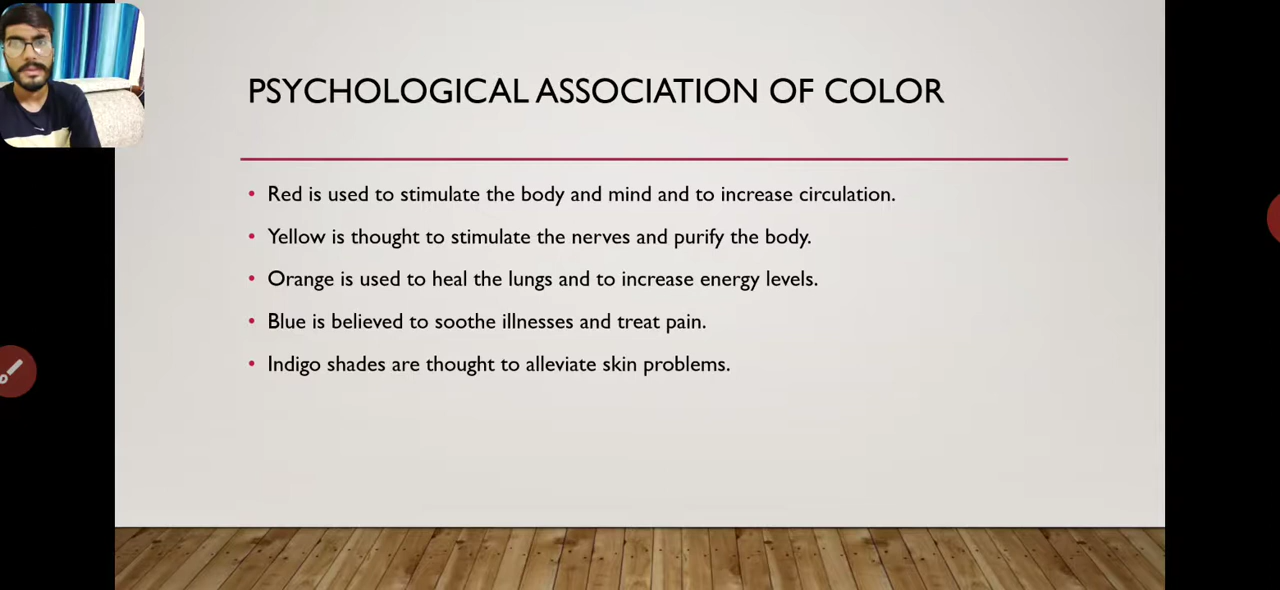 PSYCHOLOGICAL ASSOCIATION OF COLOR
• Red is used to stimulate the body and mind and to increase circulation.
• Yellow is thought to stimulate the nerves and purify the body.
• Orange is used to heal the lungs and to increase energy levels.
• Blue is believed to soothe illnesses and treat pain.
• Indigo shades are thought to alleviate skin problems.